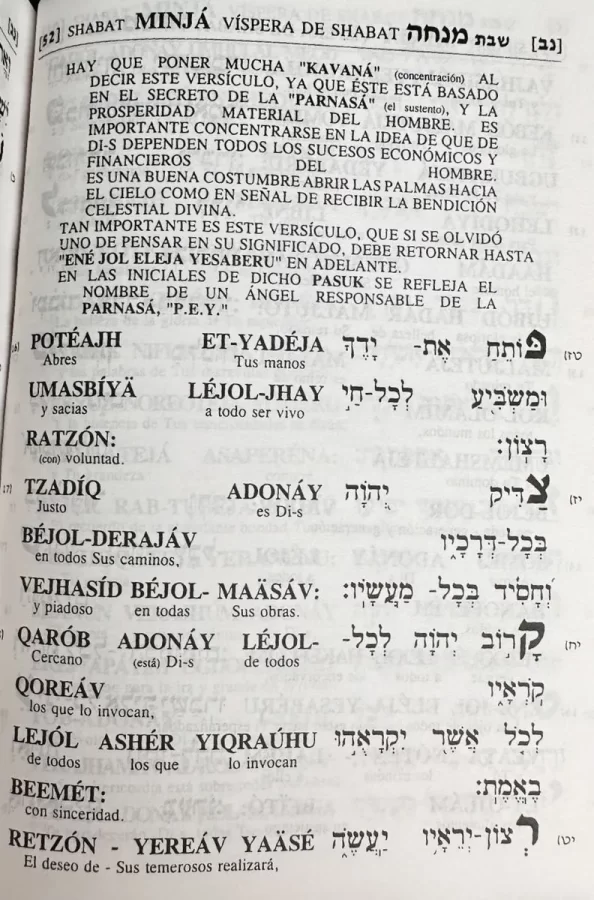 [52] SHABAT MINJÁ VÍSPERA DE SHABAT שבת מנחה [נב]
HAY QUE PONER MUCHA "KAVANÁ" (concentración) AL
DECIR ESTE VERSÍCULO, YA QUE ÉSTE ESTÁ BASADO
EN EL SECRETO DE LA "PARNASÁ" (el sustento), Y LA
PROSPERIDAD MATERIAL DEL HOMBRE. ES
IMPORTANTE CONCENTRARSE EN LA IDEA DE QUE DE
DI-S DEPENDEN TODOS LOS SUCESOS ECONÓMICOS Y
FINANCIEROS DEL HOMBRE.
ES UNA BUENA COSTUMBRE ABRIR LAS PALMAS HACIA
EL CIELO COMO EN SEÑAL DE RECIBIR LA BENDICIÓN
CELESTIAL DIVINA.
TAN IMPORTANTE ES ESTE VERSÍCULO, QUE SI SE OLVIDÓ
UNO DE PENSAR EN SU SIGNIFICADO, DEBE RETORNAR HASTA
"ENÉ JOL ELEJA YESABERU" EN ADELANTE.
EN LAS INICIALES DE DICHO PASUK SE REFLEJA EL
NOMBRE DE UN ÁNGEL RESPONSABLE DE LA
PARNASÁ, "P.E.Y."
POTÉAJH ET-YADÉJA פּוֹתֵחַ אֶת- יָדֶךָ (טז)
Abres Tus manos
UMASBÍYÄ LÉJOL-JHAY וּמַשְׂבִּיעַ לְכָל-חַי
y sacias a todo ser vivo
RATZÓN: רָצוֹן:
(con) voluntad.
17) TZADÍQ ADONÁY צַדִּיק יְהֹוָה (יז)
Justo es Di-s
BÉJOL-DERAJÁV בְּכָל-דְּרָכָיו
en todos Sus caminos,
VEJHASÍD BÉJOL- MAÄSÁV: וְחָסִיד בְּכָל- מַעֲשָׂיו:
y piadoso en todas Sus obras.
QARÓB ADONÁY LÉJOL- קָרוֹב יְהֹוָה לְכָל- (יח)
Cercano (está) Di-s de todos
QOREÁV קֹרְאָיו
los que lo invocan,
LEJÓL ASHÉR YIQRAÚHU לְכֹל אֲשֶׁר יִקְרָאֻהוּ
de todos los que lo invocan
BEEMÉT: בֶאֱמֶת:
con sinceridad.
RETZÓN - YEREÁV YAÄSÉ רְצוֹן-יְרֵאָיו יַעֲשֶׂה (יט)
El deseo de - Sus temerosos realizará,